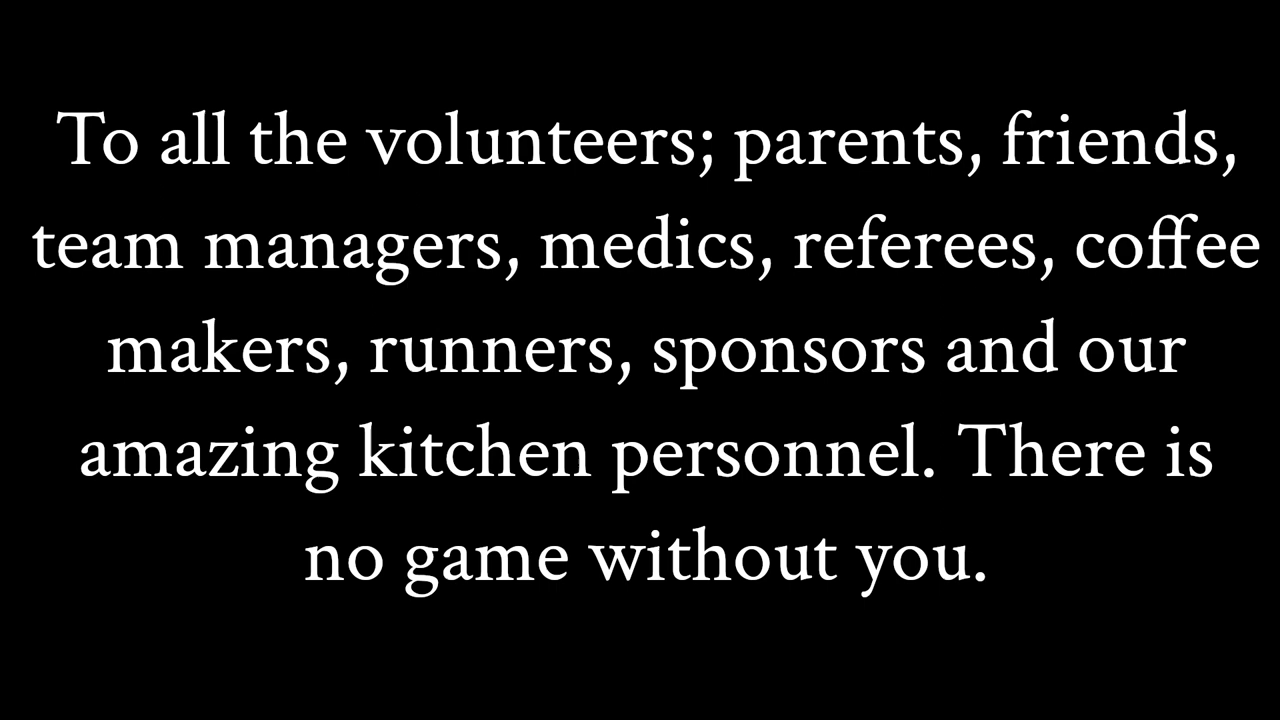 To all the volunteers; parents, friends,
team managers, medics, referees, coffee
makers, runners, sponsors and our
amazing kitchen personnel. There is
no game without you.